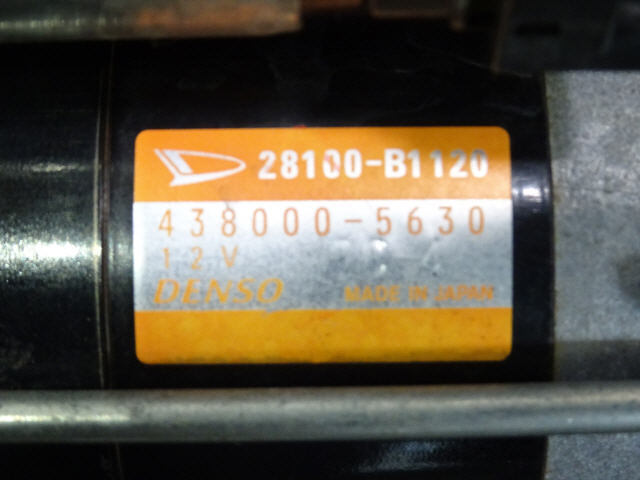 28100-B1120
438000-5630
12V
DENSO MADE IN JAPAN